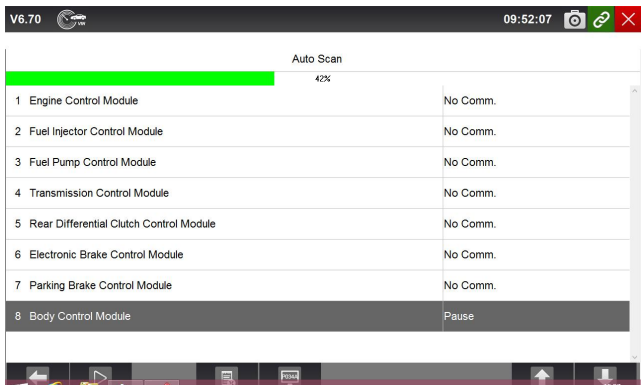 V6.70 VIN 09:52:07
Auto Scan
42%
1 Engine Control Module No Comm.
2 Fuel Injector Control Module No Comm.
3 Fuel Pump Control Module No Comm.
4 Transmission Control Module No Comm.
5 Rear Differential Clutch Control Module No Comm.
6 Electronic Brake Control Module No Comm.
7 Parking Brake Control Module No Comm.
8 Body Control Module Pause